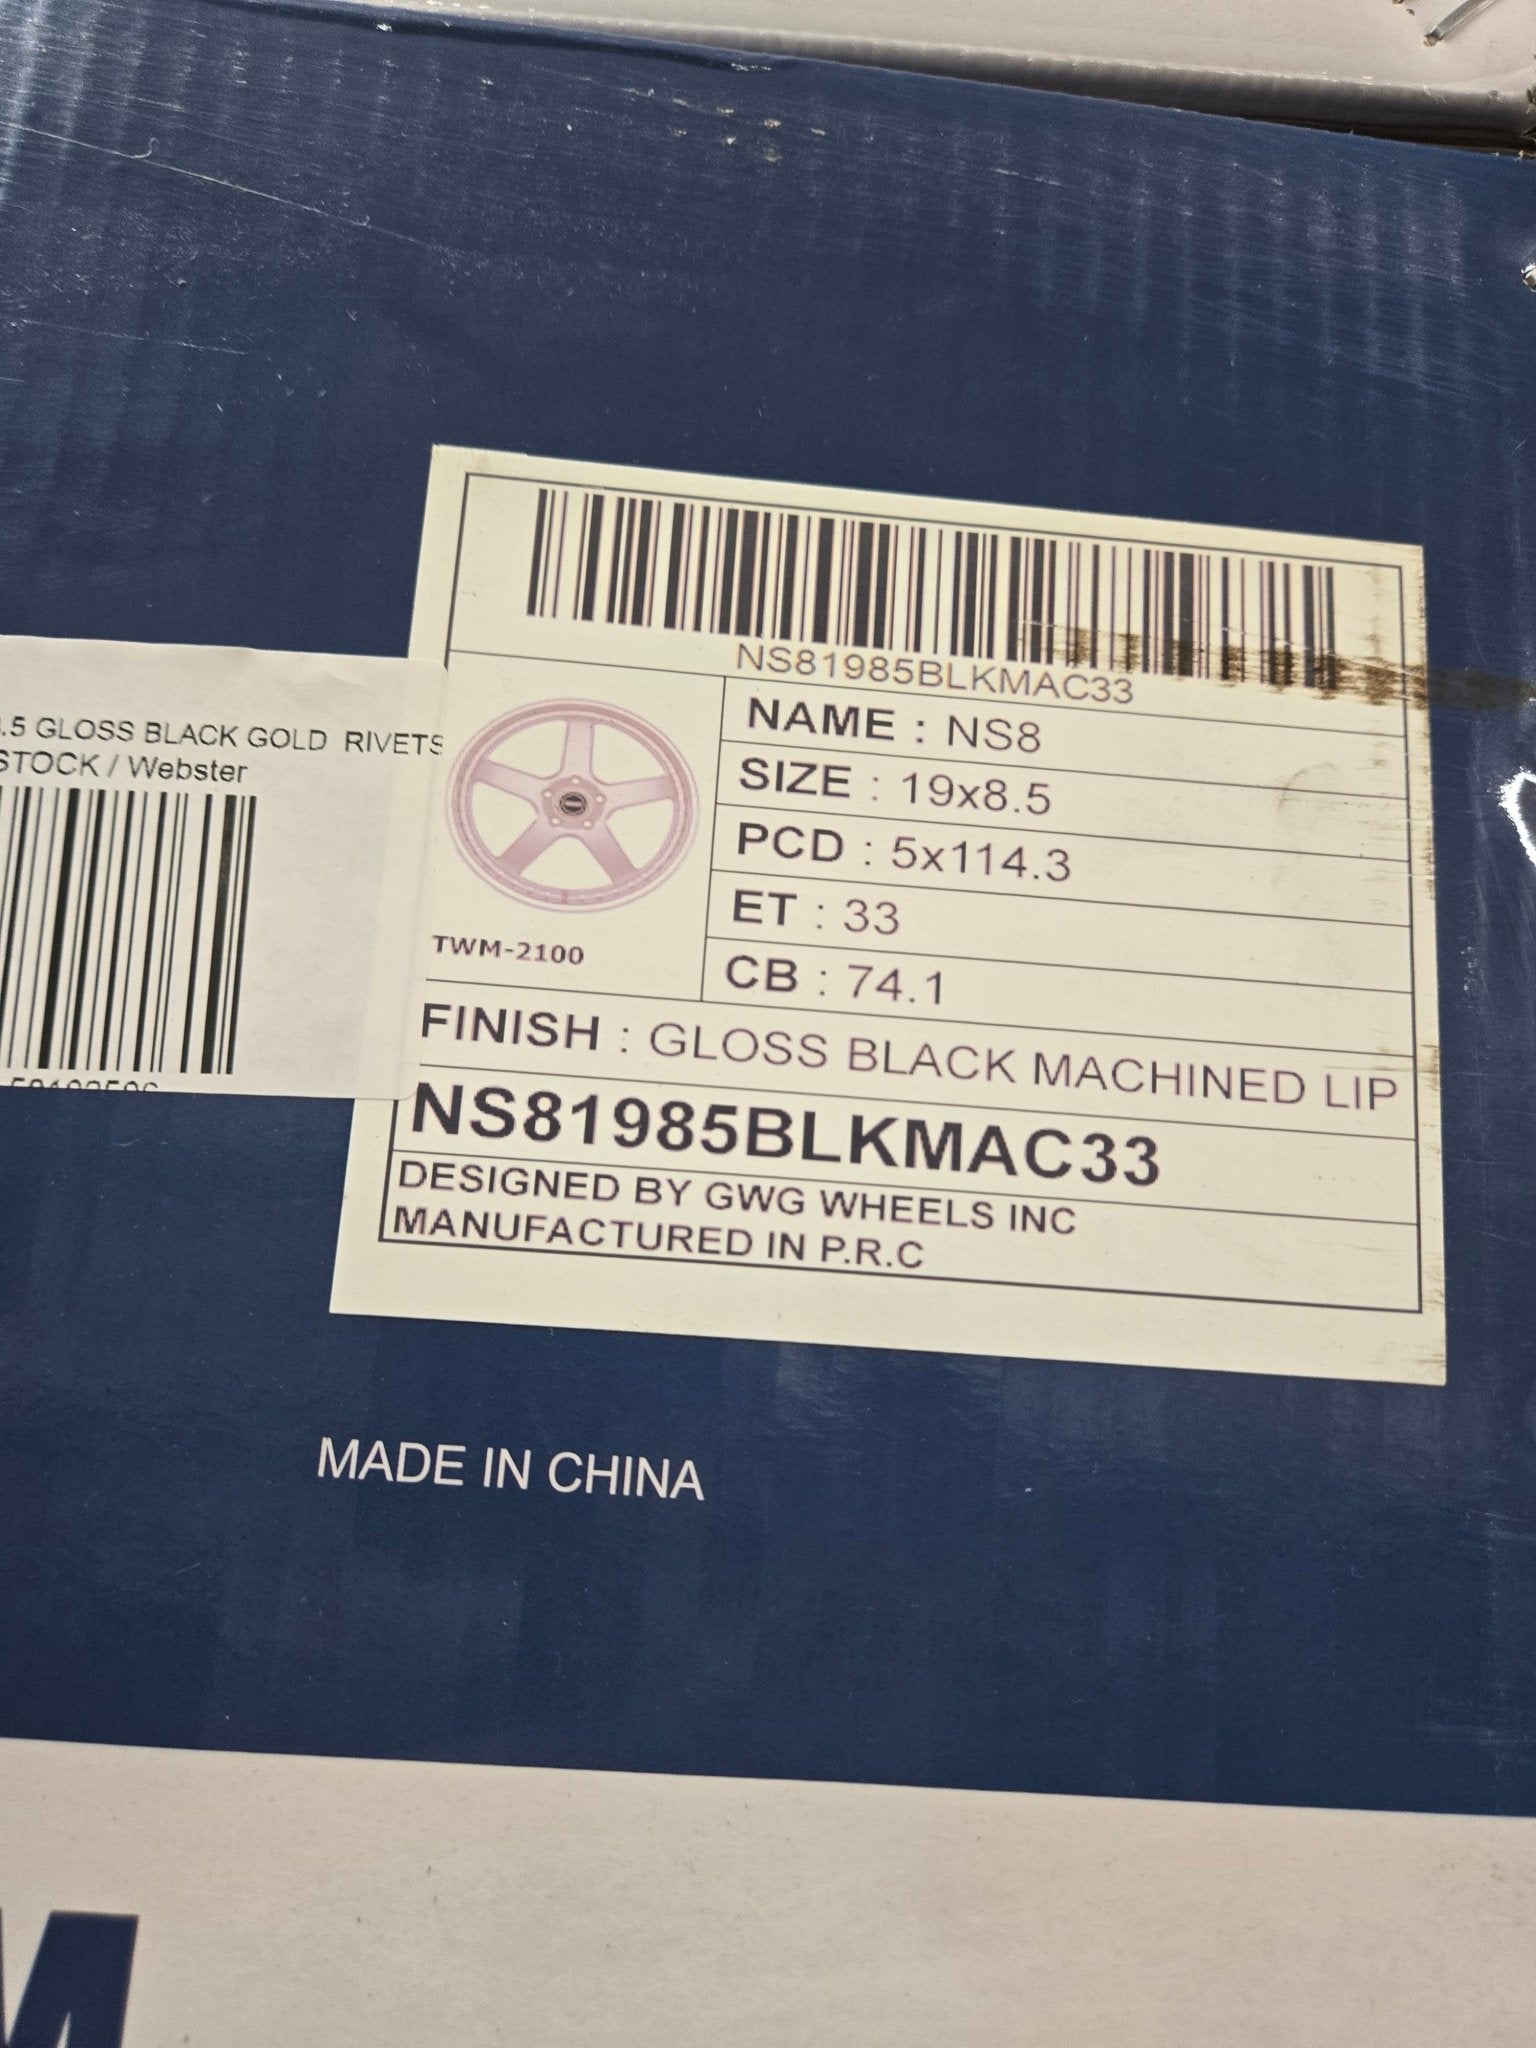 NS81985BLKMAC33
NAME : NS8
SIZE : 19x8.5
PCD : 5x114.3
ET : 33
CB : 74.1
TWM-2100
FINISH : GLOSS BLACK MACHINED LIP
NS81985BLKMAC33
DESIGNED BY GWG WHEELS INC
MANUFACTURED IN P.R.C
.5 GLOSS BLACK GOLD RIVETS
STOCK / Webster
MADE IN CHINA
M